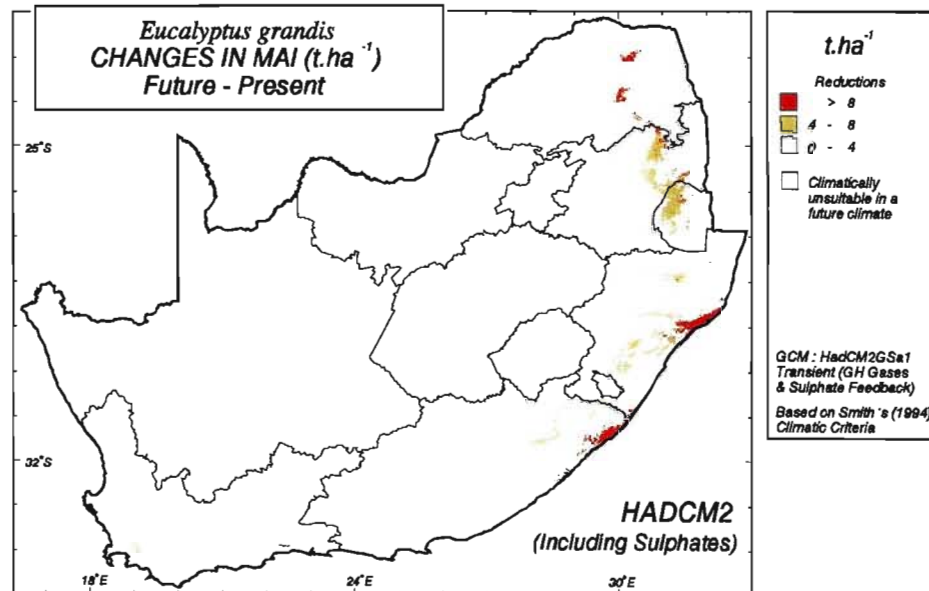 Eucalyptus grandis
CHANGES IN MAI (t.ha⁻¹)
Future - Present
t.ha⁻¹
Reductions
> 8
4 - 8
0 - 4
Climatically
unsuitable in a
future climate
GCM : HadCM2GSa1
Transient (GH Gases
& Sulphate Feedback)
Based on Smith's (1994)
Climatic Criteria
25°S
32°S
HADCM2
(Including Sulphates)
18°E
24°E
30°E